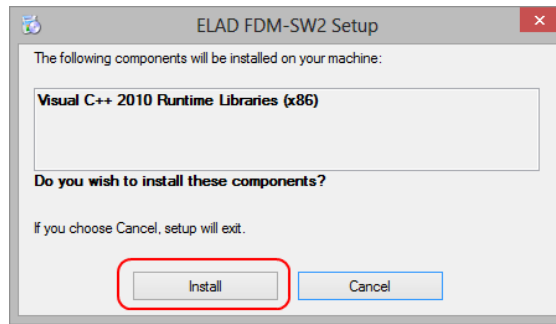 ELAD FDM-SW2 Setup
The following components will be installed on your machine:
Visual C++ 2010 Runtime Libraries (x86)
Do you wish to install these components?
If you choose Cancel, setup will exit.
Install
Cancel